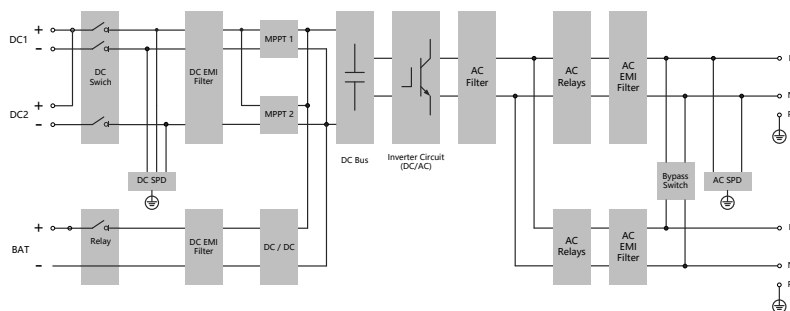 DC1
+
-
DC2
+
-
DC
Swich
DC EMI
Filter
MPPT 1
MPPT 2
DC SPD
DC Bus
Inverter Circuit
(DC/AC)
AC
Filter
AC
Relays
AC
EMI
Filter
Bypass
Switch
AC SPD
BAT
+
-
Relay
DC EMI
Filter
DC / DC
AC
Relays
AC
EMI
Filter